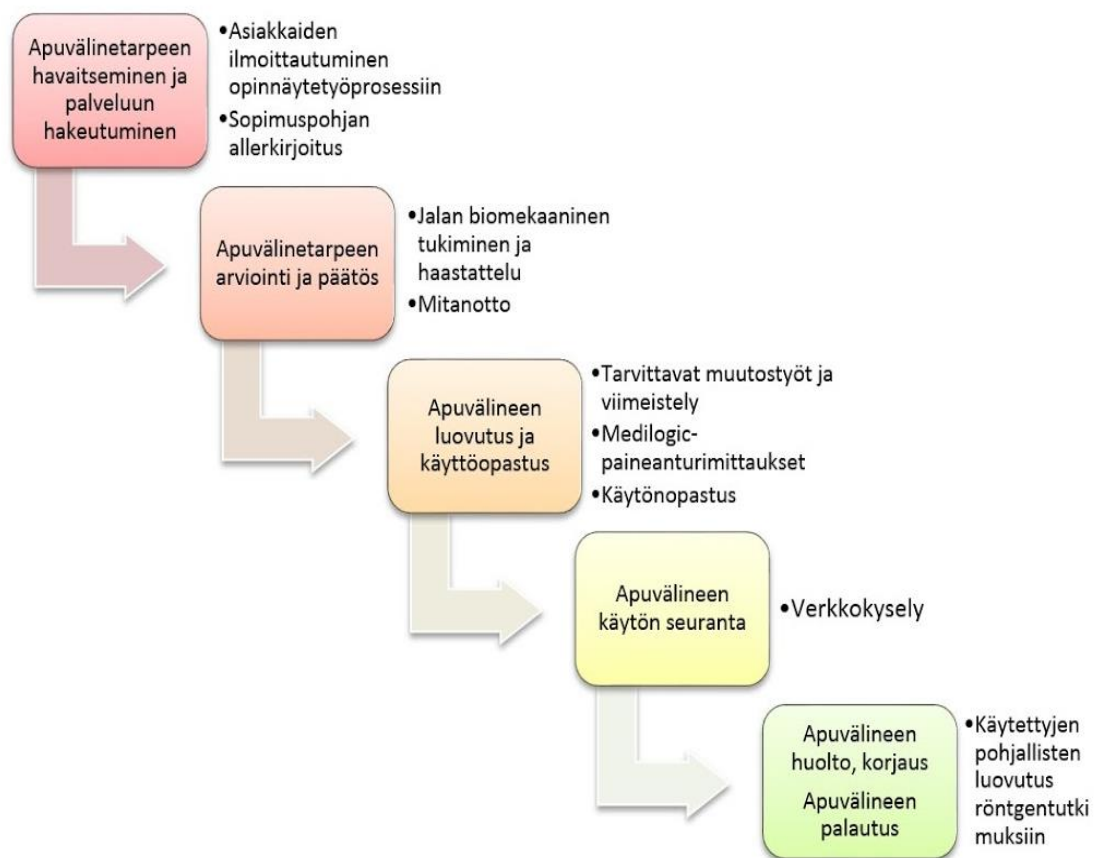 Apuvälinetarpeen
havaitseminen ja
palveluun
hakeutuminen
•Asiakkaiden
ilmoittautuminen
opinnäytetyöprosessiin
•Sopimuspohjan
allerkirjoitus
Apuvälinetarpeen
arviointi ja päätös
•Jalan biomekaaninen
tukiminen ja
haastattelu
•Mitanotto
Apuvälineen
luovutus ja
käyttöopastus
•Tarvittavat muutostyöt ja
viimeistely
•Medilogic-
paineanturimittaukset
•Käytönopastus
Apuvälineen
käytön seuranta
•Verkkokysely
Apuvälineen
huolto, korjaus
Apuvälineen
palautus
•Käytettyjen
pohjallisten
luovutus
röntgentutki
muksiin